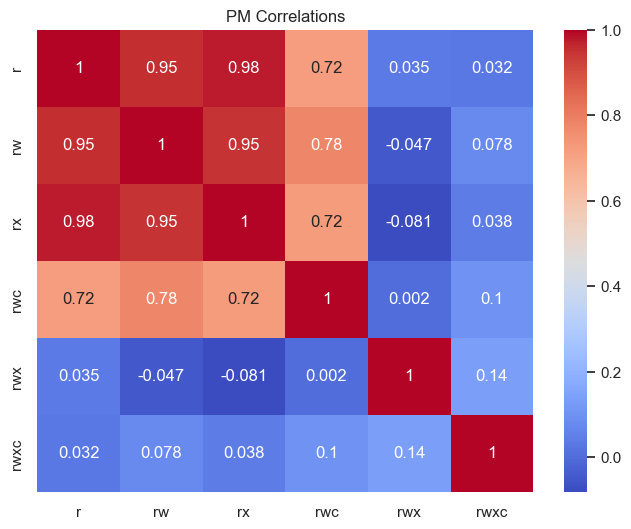 PM Correlations
r 1 0.95 0.98 0.72 0.035 0.032
rw 0.95 1 0.95 0.78 -0.047 0.078
rx 0.98 0.95 1 0.72 -0.081 0.038
rwc 0.72 0.78 0.72 1 0.002 0.1
rwx 0.035 -0.047 -0.081 0.002 1 0.14
rwxc 0.032 0.078 0.038 0.1 0.14 1
r rw rx rwc rwx rwxc
1.0
0.8
0.6
0.4
0.2
0.0